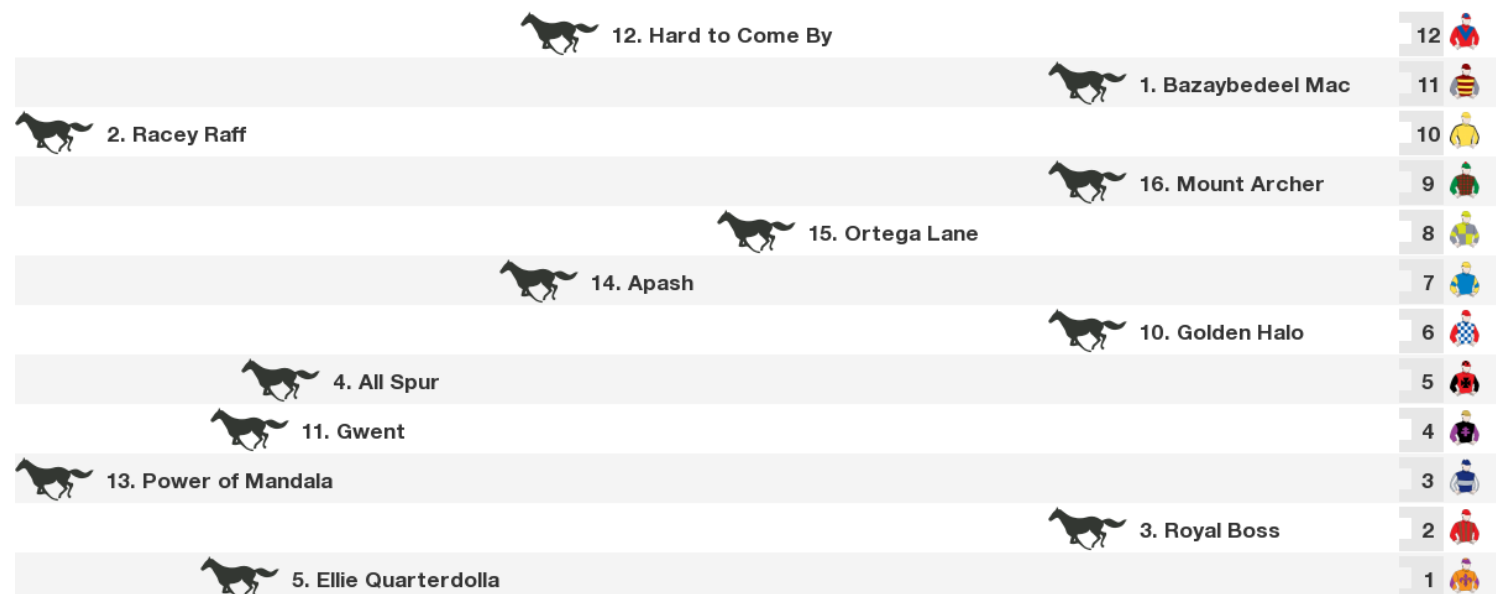 12. Hard to Come By 12
1. Bazaybedeel Mac 11
2. Racey Raff 10
16. Mount Archer 9
15. Ortega Lane 8
14. Apash 7
10. Golden Halo 6
4. All Spur 5
11. Gwent 4
13. Power of Mandala 3
3. Royal Boss 2
5. Ellie Quarterdolla 1